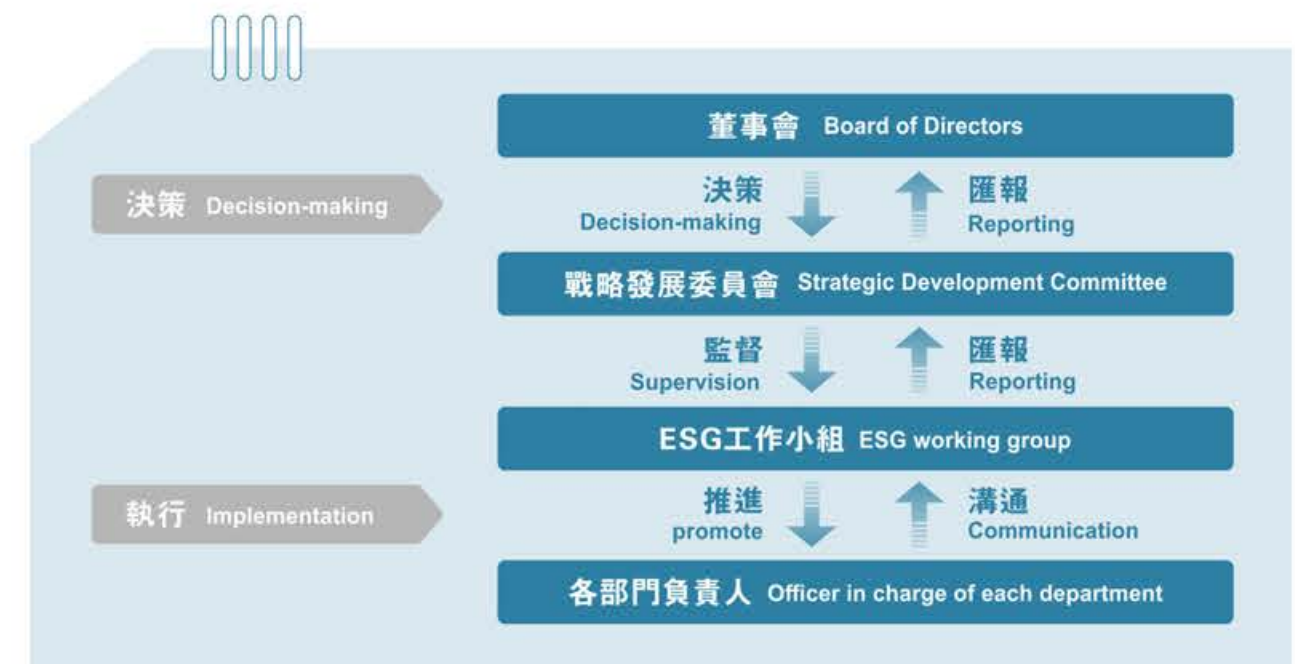 董事會 Board of Directors
決策 Decision-making
決策
Decision-making
匯報
Reporting
戰略發展委員會 Strategic Development Committee
監督
Supervision
匯報
Reporting
ESG工作小組 ESG working group
執行 Implementation
推進
promote
溝通
Communication
各部門負責人 Officer in charge of each department